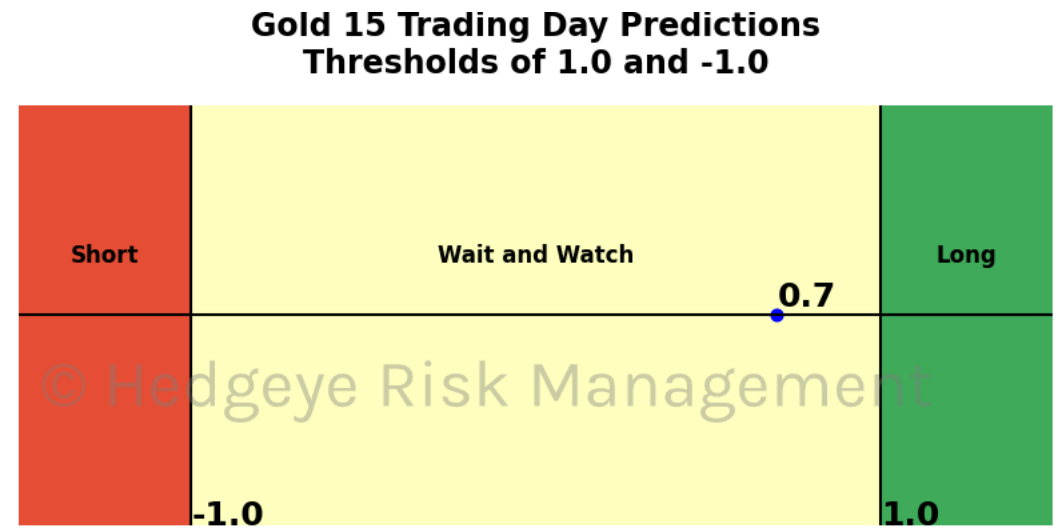 Gold 15 Trading Day Predictions
Thresholds of 1.0 and -1.0
Short
Wait and Watch
Long
0.7
© Hedgeye Risk Management
-1.0
1.0